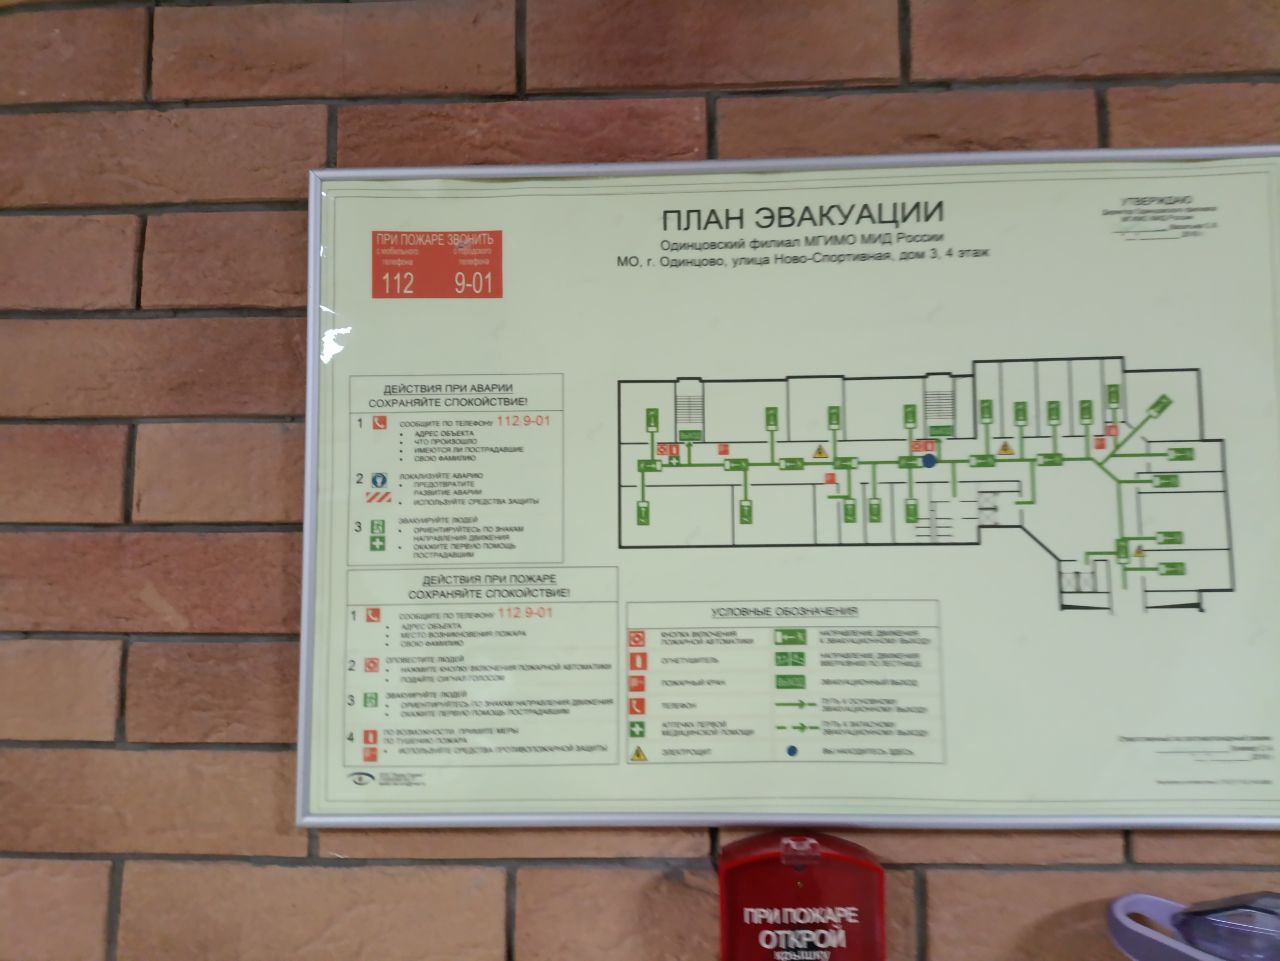 ПЛАН ЭВАКУАЦИИ
Одинцовский филиал МГИМО МИД России
МО, г. Одинцово, улица Ново-Спортивная, дом 3, 4 этаж
УТВЕРЖДАЮ
ПРИ ПОЖАРЕ ЗВОНИТЬ
с мобильного
телефона
с городского
телефона
112
9-01
ДЕЙСТВИЯ ПРИ АВАРИИ
СОХРАНЯЙТЕ СПОКОЙСТВИЕ!
1 СООБЩИТЕ ПО ТЕЛЕФОНУ 112 9-01
• АДРЕС ОБЪЕКТА
• ЧТО ПРОИЗОШЛО
• ИМЕЮТСЯ ЛИ ПОСТРАДАВШИЕ
• СВОЮ ФАМИЛИЮ
2 ЛОКАЛИЗУЙТЕ АВАРИЮ
• ПРЕДОТВРАТИТЕ
РАЗВИТИЕ АВАРИИ
• ИСПОЛЬЗУЙТЕ СРЕДСТВА ЗАЩИТЫ
3 ЭВАКУИРУЙТЕ ЛЮДЕЙ
• ОРИЕНТИРУЙТЕСЬ ПО ЗНАКАМ
НАПРАВЛЕНИЯ ДВИЖЕНИЯ
• ОКАЖИТЕ ПЕРВУЮ ПОМОЩЬ
ПОСТРАДАВШИМ
ДЕЙСТВИЯ ПРИ ПОЖАРЕ
СОХРАНЯЙТЕ СПОКОЙСТВИЕ!
1 СООБЩИТЕ ПО ТЕЛЕФОНУ 112 9-01
• АДРЕС ОБЪЕКТА
• МЕСТО ВОЗНИКНОВЕНИЯ ПОЖАРА
• СВОЮ ФАМИЛИЮ
2 ОПОВЕСТИТЕ ЛЮДЕЙ
• НАЖМИТЕ КНОПКУ ВКЛЮЧЕНИЯ ПОЖАРНОЙ АВТОМАТИКИ
• ПОДАЙТЕ СИГНАЛ ГОЛОСОМ
3 ЭВАКУИРУЙТЕ ЛЮДЕЙ
• ОРИЕНТИРУЙТЕСЬ ПО ЗНАКАМ НАПРАВЛЕНИЯ ДВИЖЕНИЯ
• ОКАЖИТЕ ПЕРВУЮ ПОМОЩЬ ПОСТРАДАВШИМ
4 ПО ВОЗМОЖНОСТИ, ПРИМИТЕ МЕРЫ
ПО ТУШЕНИЮ ПОЖАРА
• ИСПОЛЬЗУЙТЕ СРЕДСТВА ПРОТИВОПОЖАРНОЙ ЗАЩИТЫ
УСЛОВНЫЕ ОБОЗНАЧЕНИЯ
КНОПКА ВКЛЮЧЕНИЯ
ПОЖАРНОЙ АВТОМАТИКИ
ОГНЕТУШИТЕЛЬ
ПОЖАРНЫЙ КРАН
ТЕЛЕФОН
АПТЕЧКА ПЕРВОЙ
МЕДИЦИНСКОЙ ПОМОЩИ
ЭЛЕКТРОЩИТ
НАПРАВЛЕНИЕ ДВИЖЕНИЯ
К ЭВАКУАЦИОННОМУ ВЫХОДУ
НАПРАВЛЕНИЕ ДВИЖЕНИЯ
ВВЕРХ/ВНИЗ ПО ЛЕСТНИЦЕ
ВЫХОД ЭВАКУАЦИОННЫЙ ВЫХОД
ПУТЬ К ОСНОВНОМУ
ЭВАКУАЦИОННОМУ ВЫХОДУ
ПУТЬ К ЗАПАСНОМУ
ЭВАКУАЦИОННОМУ ВЫХОДУ
ВЫ НАХОДИТЕСЬ ЗДЕСЬ
ПРИ ПОЖАРЕ
ОТКРОЙ
крышку